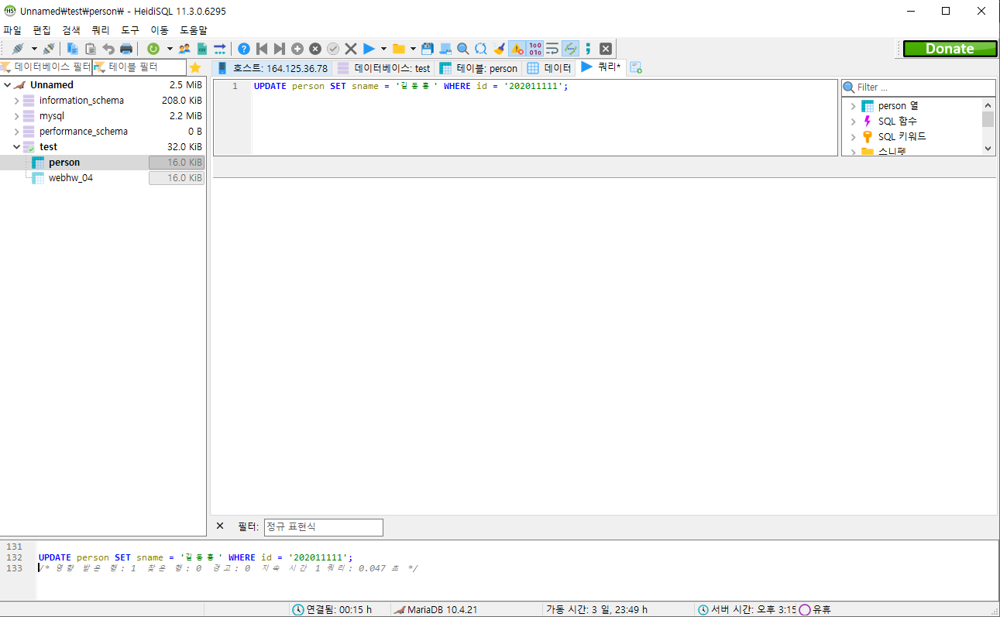 Unnamed₩test₩person₩ - HeidiSQL 11.3.0.6295
파일 편집 검색 쿼리 도구 이동 도움말
Donate
데이터베이스 필터 테이블 필터
호스트: 164.125.36.78 데이터베이스: test 테이블: person 데이터 쿼리*
Unnamed 2.5 MiB
information_schema 208.0 KiB
mysql 2.2 MiB
performance_schema 0 B
test 32.0 KiB
person 16.0 KiB
webhw_04 16.0 KiB
1 UPDATE person SET sname = '길동홍' WHERE id = '202011111';
Filter ...
person 열
SQL 함수
SQL 키워드
스니펫
필터: 정규 표현식
131
132 UPDATE person SET sname = '길동홍' WHERE id = '202011111';
133 /* 영향 받은 행: 1 찾은 행: 0 경고: 0 지속 시간 1 쿼리: 0.047 초 */
연결됨: 00:15 h MariaDB 10.4.21 가동 시간: 3 일, 23:49 h 서버 시간: 오후 3:15 유휴